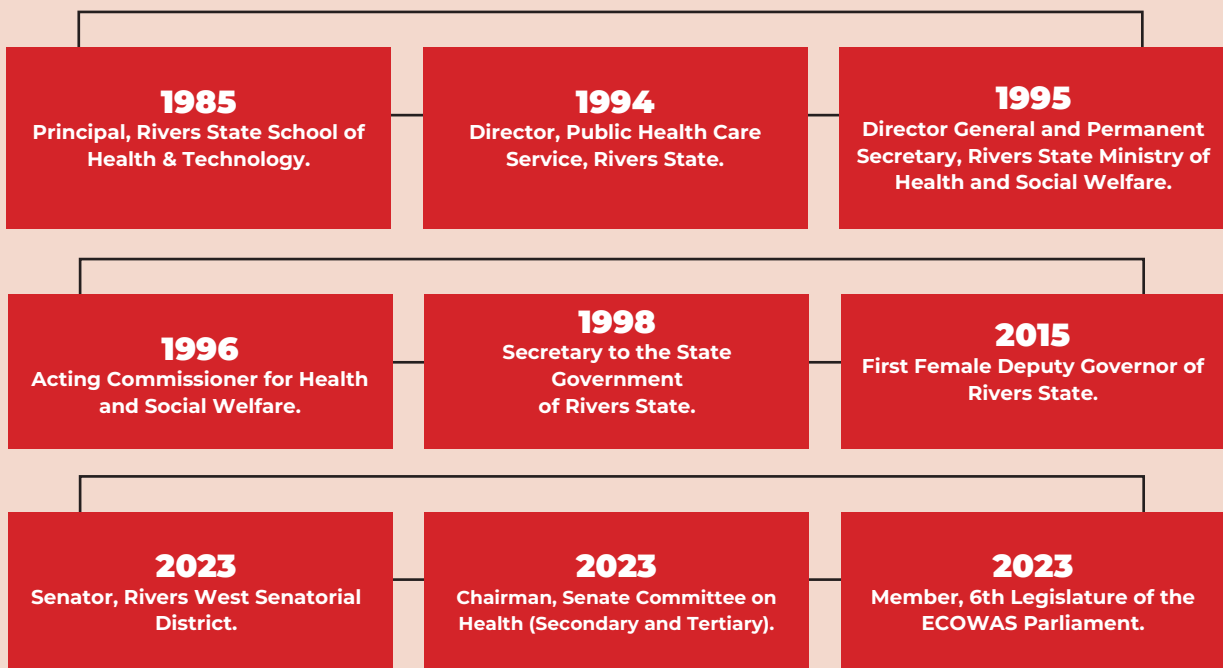 1985
Principal, Rivers State School of
Health & Technology.
1994
Director, Public Health Care
Service, Rivers State.
1995
Director General and Permanent
Secretary, Rivers State Ministry of
Health and Social Welfare.
1996
Acting Commissioner for Health
and Social Welfare.
1998
Secretary to the State
Government
of Rivers State.
2015
First Female Deputy Governor of
Rivers State.
2023
Senator, Rivers West Senatorial
District.
2023
Chairman, Senate Committee on
Health (Secondary and Tertiary).
2023
Member, 6th Legislature of the
ECOWAS Parliament.